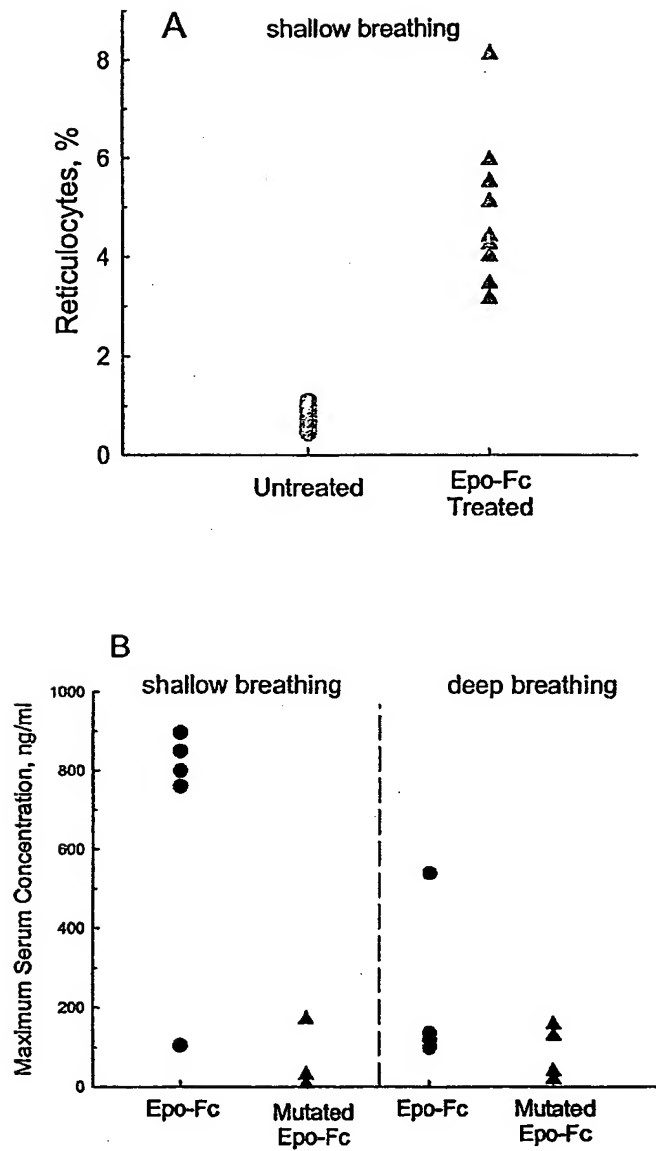 A
shallow breathing
Reticulocytes, %
8
6
4
2
0
Untreated
Epo-Fc
Treated
B
shallow breathing
deep breathing
Maximum Serum Concentration, ng/ml
1000
800
600
400
200
0
Epo-Fc
Mutated
Epo-Fc
Epo-Fc
Mutated
Epo-Fc